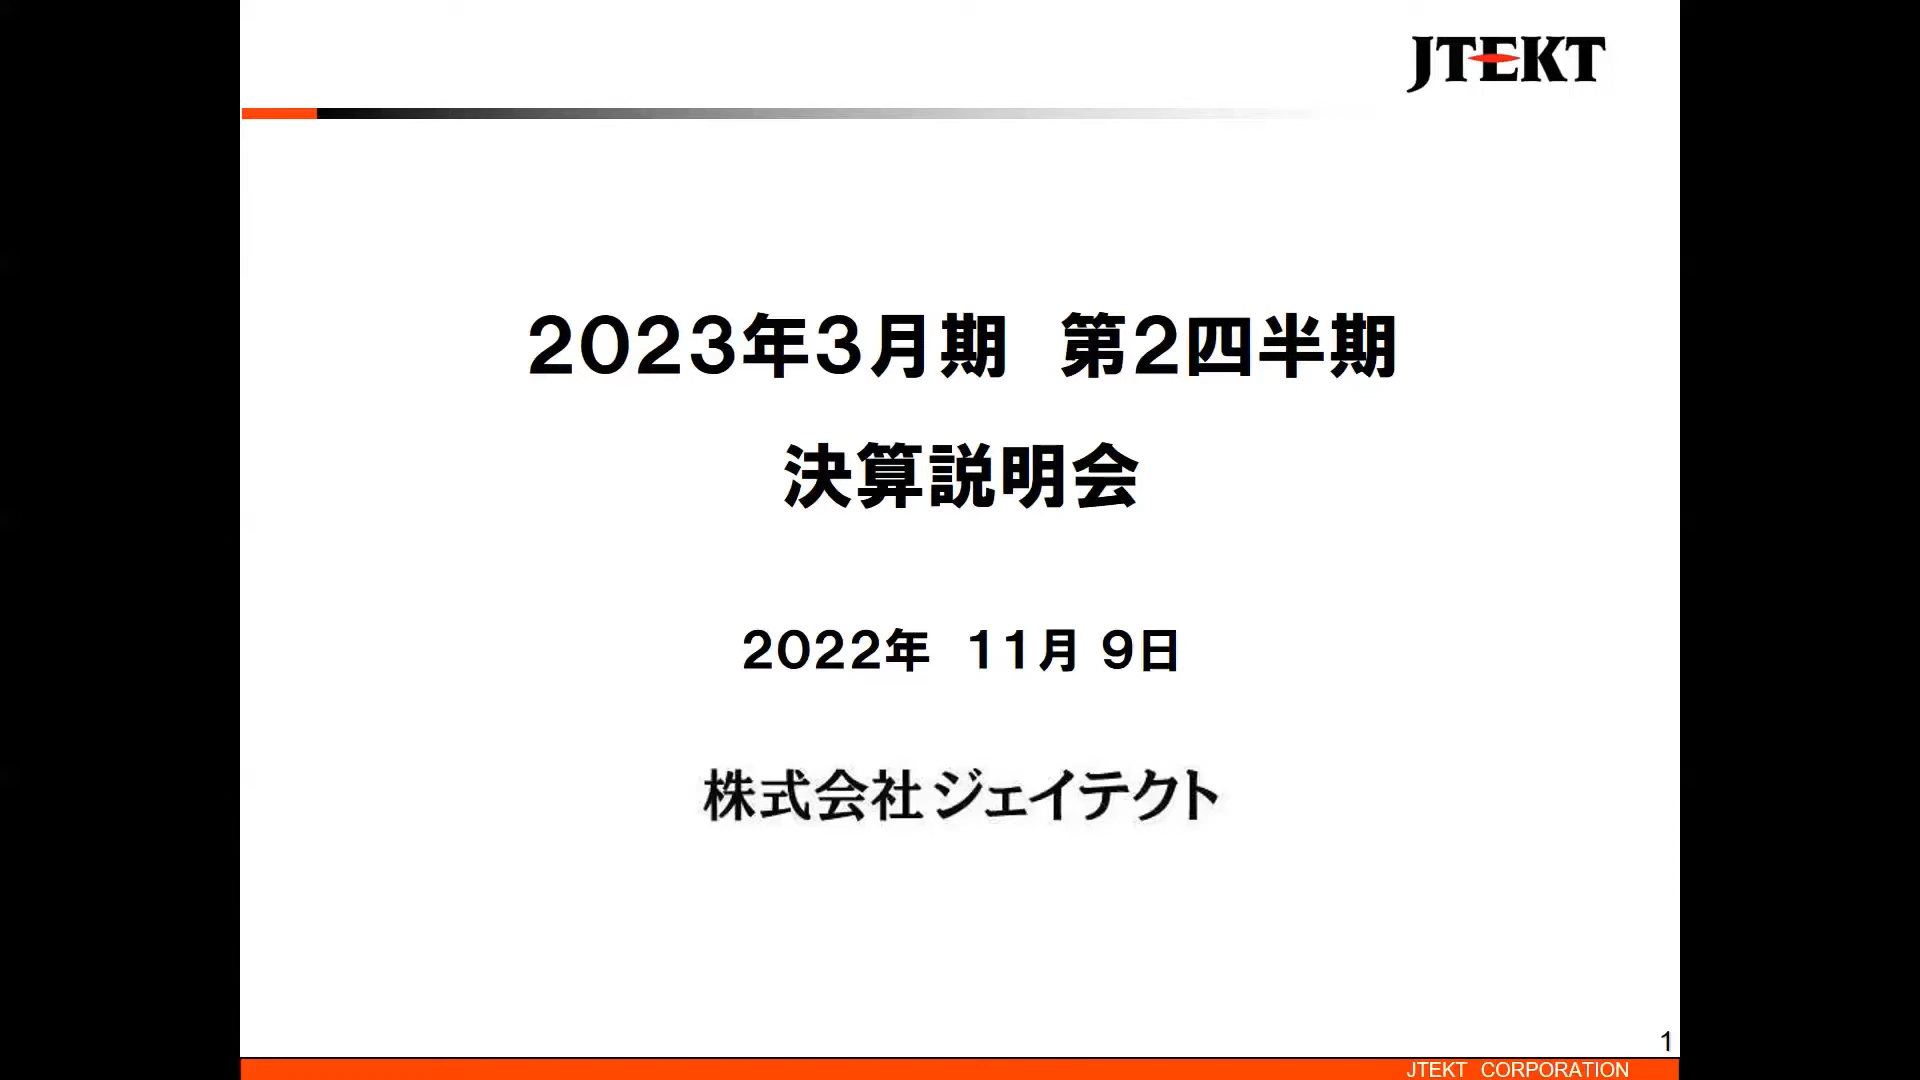 JTEKT
２０２３年３月期　第２四半期
決算説明会
２０２２年　１１月 ９日
株式会社ジェイテクト
1
JTEKT CORPORATION